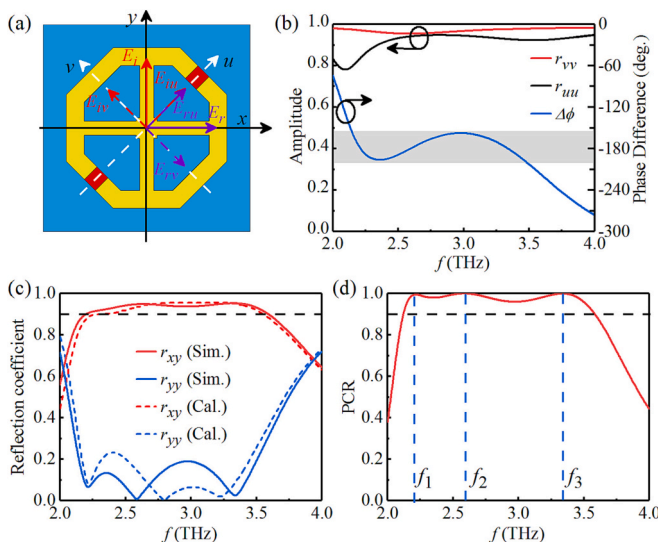 (a)
y
v
u
E_i
E_iu
E_iv
E_ru
E_r
x
E_rv
(b)
1.0
0.8
0.6
0.4
0.2
0.0
Amplitude
r_vv
r_uu
Δϕ
0
-60
-120
-180
-240
-300
Phase Difference (deg.)
2.0 2.5 3.0 3.5 4.0
f (THz)
(c)
1.0
0.8
0.6
0.4
0.2
0.0
Reflection coefficient
r_xy (Sim.)
r_yy (Sim.)
r_xy (Cal.)
r_yy (Cal.)
2.0 2.5 3.0 3.5 4.0
f (THz)
(d)
1.0
0.8
0.6
0.4
0.2
0.0
PCR
f_1 f_2 f_3
2.0 2.5 3.0 3.5 4.0
f (THz)